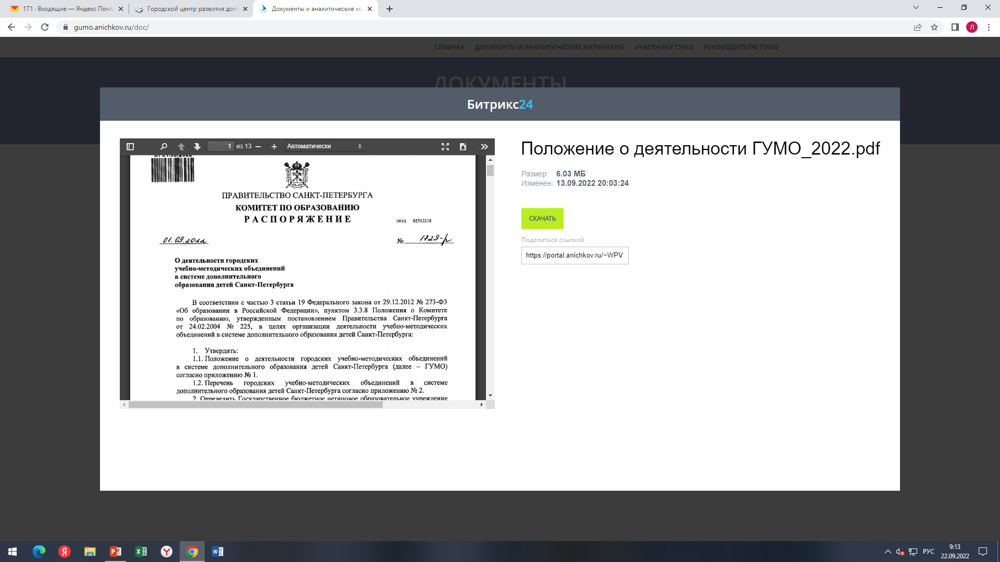 171 · Входящие — Яндекс Почта
Городской центр развития допо
Документы и аналитические ма
gumo.anichkov.ru/doc/
Л
ГЛАВНАЯ ДОКУМЕНТЫ И АНАЛИТИЧЕСКИЕ МАТЕРИАЛЫ УЧАСТНИКУ ГУМО РУКОВОДИТЕЛЮ ГУМО
ДОКУМЕНТЫ
Битрикс24
1 из 13
Автоматически
ПРАВИТЕЛЬСТВО САНКТ-ПЕТЕРБУРГА
КОМИТЕТ ПО ОБРАЗОВАНИЮ
РАСПОРЯЖЕНИЕ
ОКУД 02512218
01.09.2022
№ 1729-р
О деятельности городских
учебно-методических объединений
в системе дополнительного
образования детей Санкт-Петербурга
В соответствии с частью 3 статьи 19 Федерального закона от 29.12.2012 № 273-ФЗ
«Об образовании в Российской Федерации», пунктом 3.3.8 Положения о Комитете
по образованию, утвержденным постановлением Правительства Санкт-Петербурга
от 24.02.2004 № 225, в целях организации деятельности учебно-методических
объединений в системе дополнительного образования детей Санкт-Петербурга:
1. Утвердить:
1.1. Положение о деятельности городских учебно-методических объединений
в системе дополнительного образования детей Санкт-Петербурга (далее – ГУМО)
согласно приложению № 1.
1.2. Перечень городских учебно-методических объединений в системе
дополнительного образования детей Санкт-Петербурга согласно приложению № 2.
2. Определить Государственное бюджетное нетиповое образовательное учреждение
Положение о деятельности ГУМО_2022.pdf
Размер: 6.03 МБ
Изменен: 13.09.2022 20:03:24
СКАЧАТЬ
Поделиться ссылкой
https://portal.anichkov.ru/~WPV
РУС
9:13
22.09.2022